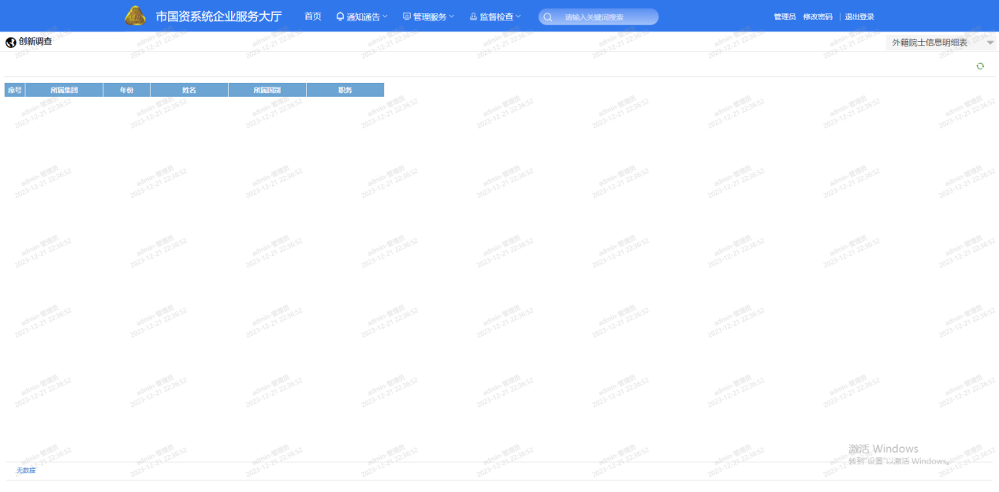 市国资系统企业服务大厅 首页 通知通告 管理服务 监督检查 请输入关键词搜索 管理员 修改密码 退出登录
创新调查 外籍院士信息明细表
序号 所属集团 年份 姓名 所属国别 职务
admin-管理员
2023-12-21 22:36:52
激活 Windows
转到"设置"以激活 Windows。
无数据